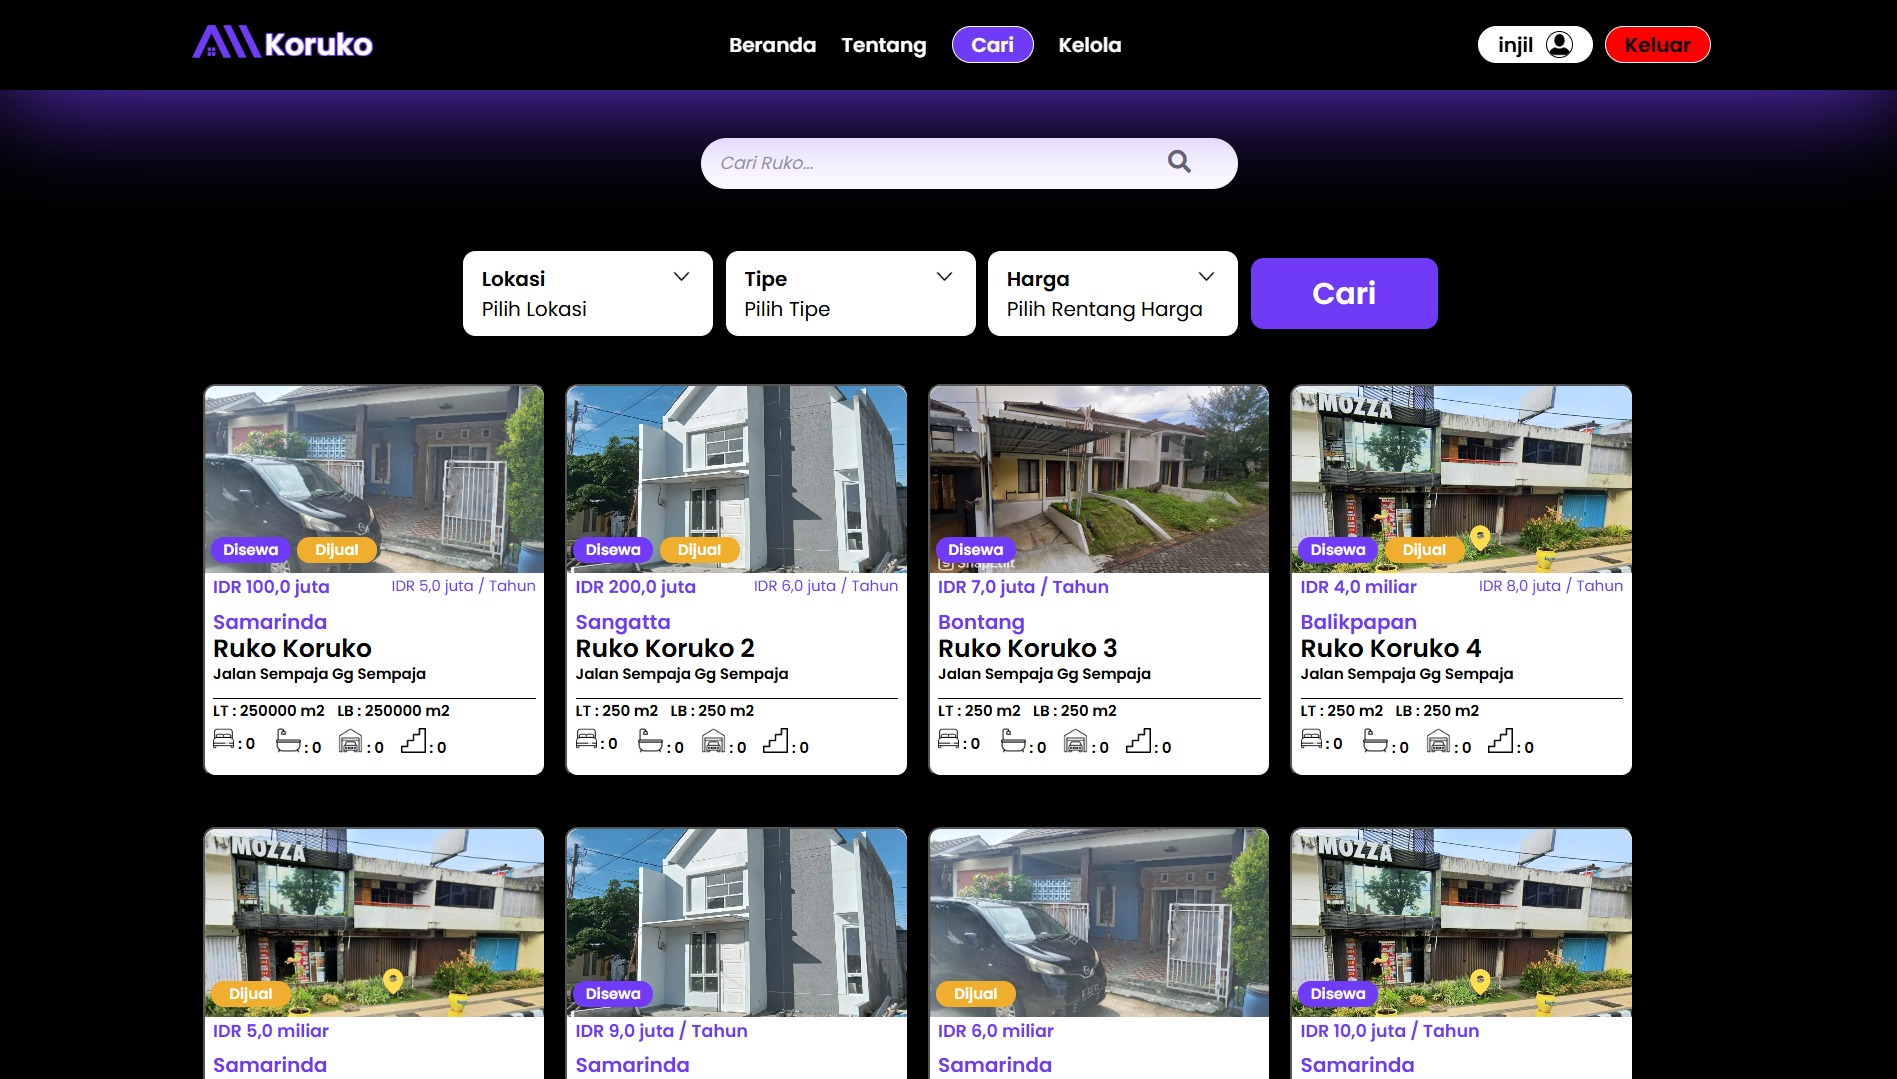 Koruko
Beranda Tentang Cari Kelola
injil
Keluar
Cari Ruko...
Lokasi
Pilih Lokasi
Tipe
Pilih Tipe
Harga
Pilih Rentang Harga
Cari
Disewa Dijual
IDR 100,0 juta IDR 5,0 juta / Tahun
Samarinda
Ruko Koruko
Jalan Sempaja Gg Sempaja
LT : 250000 m2 LB : 250000 m2
: 0 : 0 : 0 : 0
Disewa Dijual
IDR 200,0 juta IDR 6,0 juta / Tahun
Sangatta
Ruko Koruko 2
Jalan Sempaja Gg Sempaja
LT : 250 m2 LB : 250 m2
: 0 : 0 : 0 : 0
Disewa
SnapEdit
IDR 7,0 juta / Tahun
Bontang
Ruko Koruko 3
Jalan Sempaja Gg Sempaja
LT : 250 m2 LB : 250 m2
: 0 : 0 : 0 : 0
MOZZA
Disewa Dijual
IDR 4,0 miliar IDR 8,0 juta / Tahun
Balikpapan
Ruko Koruko 4
Jalan Sempaja Gg Sempaja
LT : 250 m2 LB : 250 m2
: 0 : 0 : 0 : 0
MOZZA
Dijual
IDR 5,0 miliar
Samarinda
Disewa
IDR 9,0 juta / Tahun
Samarinda
Dijual
IDR 6,0 miliar
Samarinda
MOZZA
Disewa
IDR 10,0 juta / Tahun
Samarinda